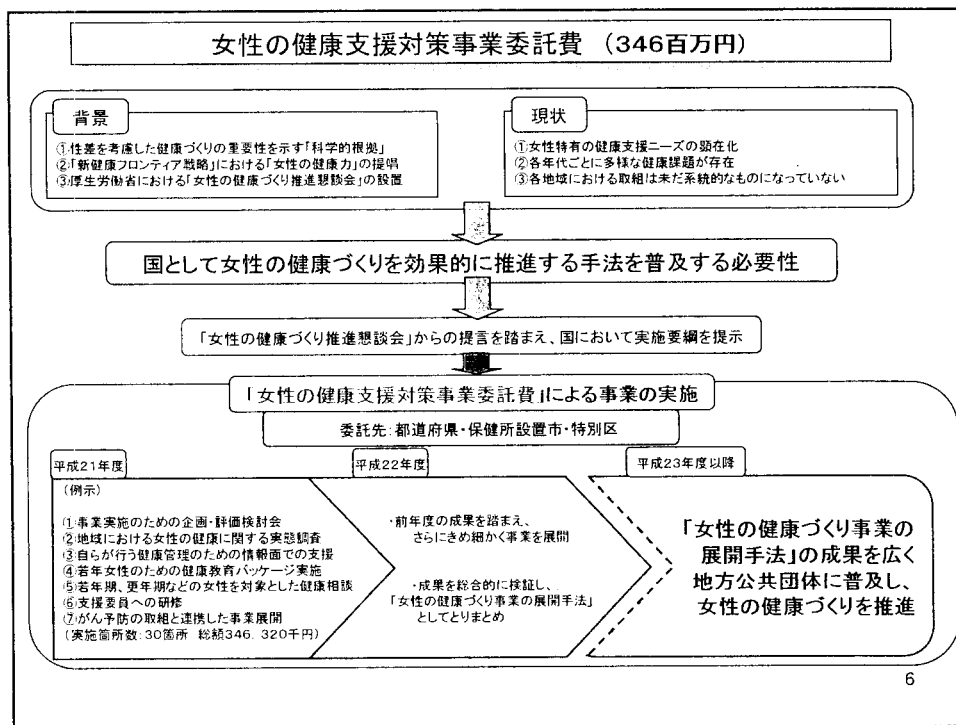 女性の健康支援対策事業委託費 (346百万円)
背景
①性差を考慮した健康づくりの重要性を示す「科学的根拠」
②「新健康フロンティア戦略」における「女性の健康力」の提唱
③厚生労働省における「女性の健康づくり推進懇談会」の設置
現状
①女性特有の健康支援ニーズの顕在化
②各年代ごとに多様な健康課題が存在
③各地域における取組は未だ系統的なものになっていない
国として女性の健康づくりを効果的に推進する手法を普及する必要性
「女性の健康づくり推進懇談会」からの提言を踏まえ、国において実施要綱を提示
「女性の健康支援対策事業委託費」による事業の実施
委託先:都道府県・保健所設置市・特別区
平成21年度
(例示)
①事業実施のための企画・評価検討会
②地域における女性の健康に関する実態調査
③自らが行う健康管理のための情報面での支援
④若年女性のための健康教育パッケージ実施
⑤若年期、更年期などの女性を対象とした健康相談
⑥支援委員への研修
⑦がん予防の取組と連携した事業展開
(実施箇所数:30箇所 総額346,320千円)
平成22年度
・前年度の成果を踏まえ、
さらにきめ細かく事業を展開
・成果を総合的に検証し、
「女性の健康づくり事業の展開手法」
としてとりまとめ
平成23年度以降
「女性の健康づくり事業の
展開手法」の成果を広く
地方公共団体に普及し、
女性の健康づくりを推進
6